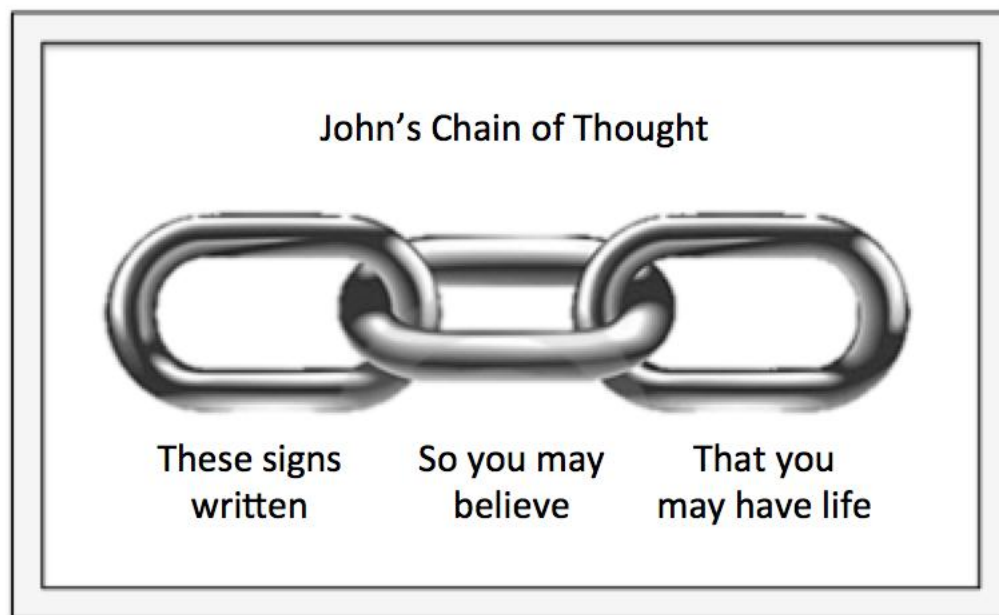 John’s Chain of Thought
These signs
written
So you may
believe
That you
may have life